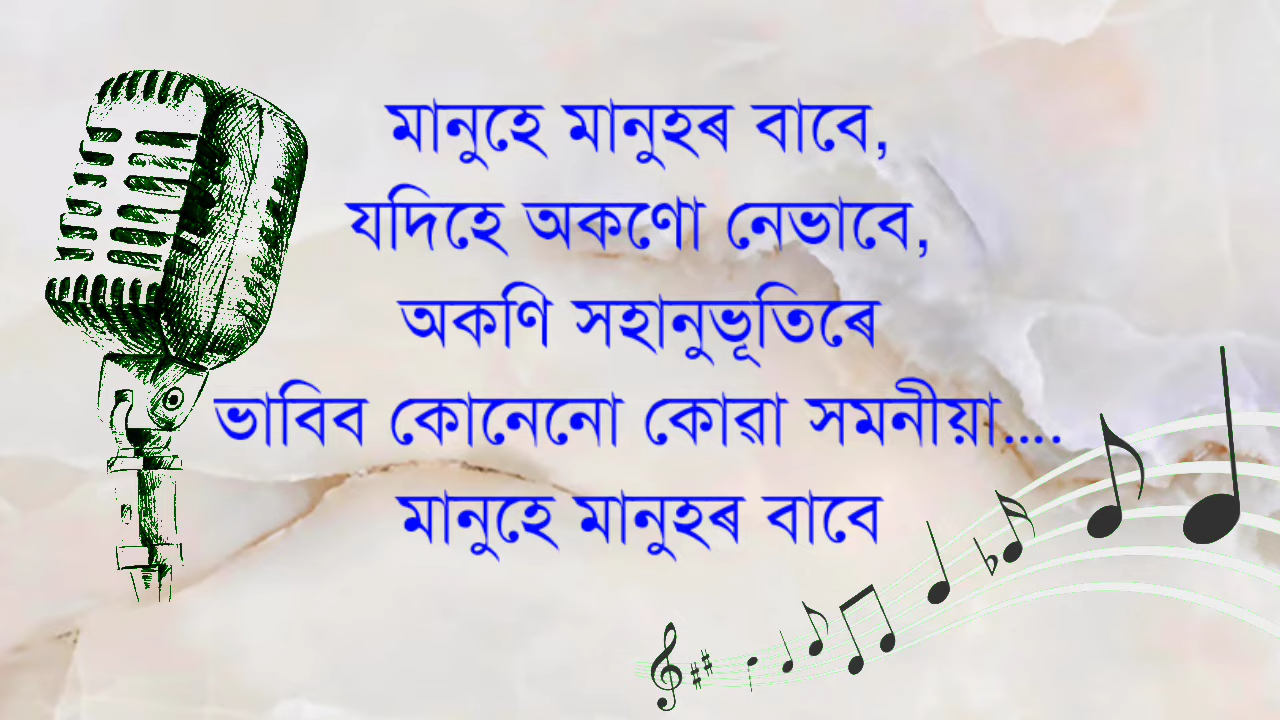 মানুহে মানুহৰ বাবে,
যদিহে অকণো নেভাবে,
অকণি সহানুভূতিৰে
ভাবিব কোনেনো কোৱা সমনীয়া....
মানুহে মানুহৰ বাবে